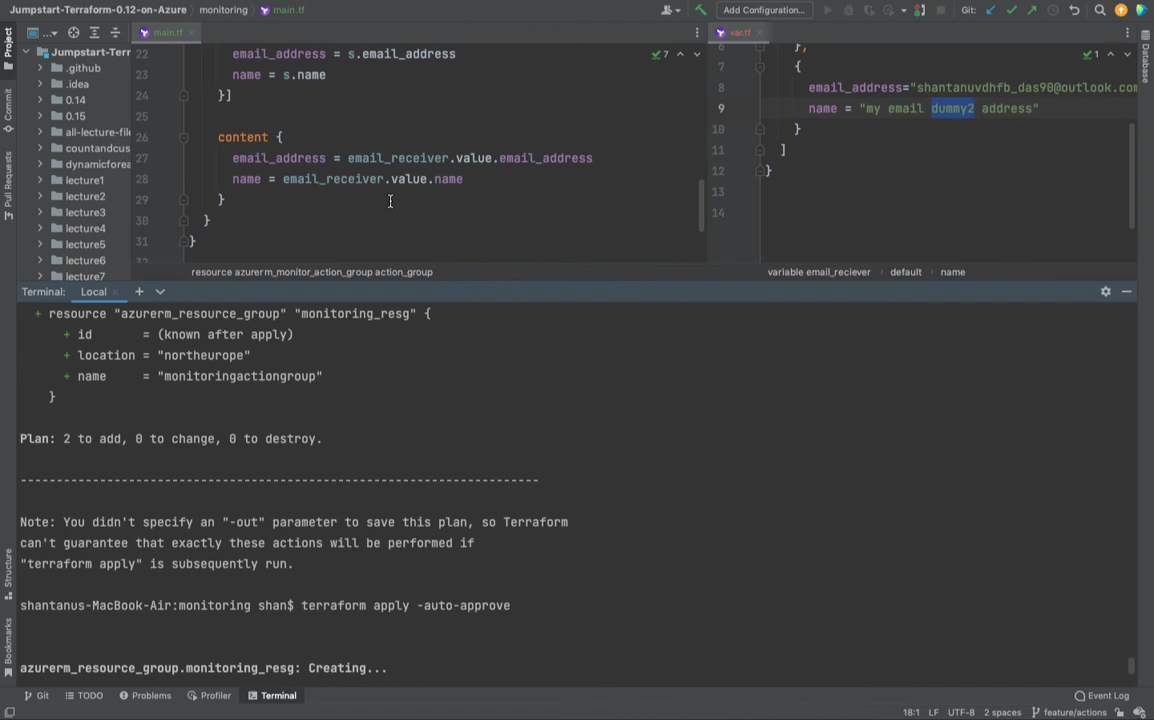 Jumpstart-Terraform-0.12-on-Azure monitoring main.tf
Add Configuration...
Git:
Project
Commit
Pull Requests
Structure
Bookmarks
Database
...
Jumpstart-Terr
.github
.idea
0.14
0.15
all-lecture-file
countandcus
dynamicforea
lecture1
lecture2
lecture3
lecture4
lecture5
lecture6
lecture7
main.tf
7
22 email_address = s.email_address
23 name = s.name
24 }]
25
26 content {
27 email_address = email_receiver.value.email_address
28 name = email_receiver.value.name
29 }
30 }
31 }
resource azurerm_monitor_action_group action_group
var.tf
1
6 },
7 {
8 email_address="shantanuvdhfb_das90@outlook.com
9 name = "my email dummy2 address"
10 }
11 ]
12 }
13
14
variable email_reciever default name
Terminal: Local
+ resource "azurerm_resource_group" "monitoring_resg" {
+ id = (known after apply)
+ location = "northeurope"
+ name = "monitoringactiongroup"
}
Plan: 2 to add, 0 to change, 0 to destroy.
------------------------------------------------------------------------
Note: You didn't specify an "-out" parameter to save this plan, so Terraform
can't guarantee that exactly these actions will be performed if
"terraform apply" is subsequently run.
shantanus-MacBook-Air:monitoring shan$ terraform apply -auto-approve
azurerm_resource_group.monitoring_resg: Creating...
Git TODO Problems Profiler Terminal Event Log
18:1 LF UTF-8 2 spaces feature/actions